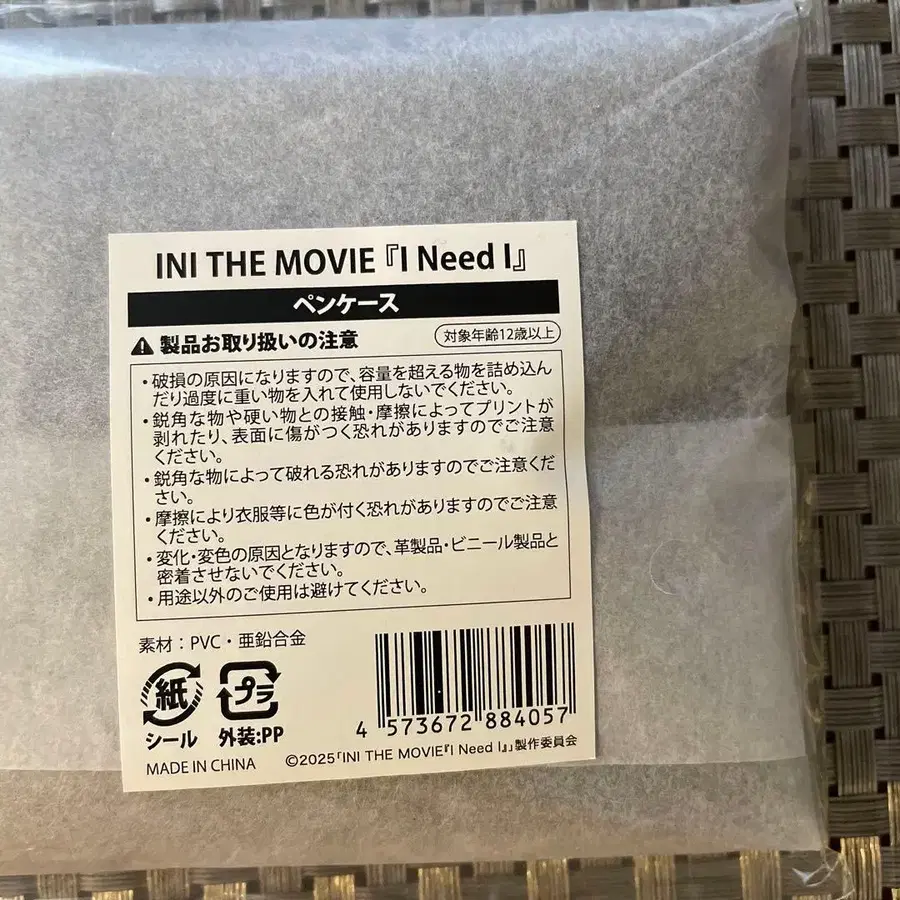 INI THE MOVIE『I Need I』
ペンケース
⚠ 製品お取り扱いの注意
対象年齢12歳以上
・破損の原因になりますので、容量を超える物を詰め込ん
だり過度に重い物を入れて使用しないでください。
・鋭角な物や硬い物との接触・摩擦によってプリントが
剥れたり、表面に傷がつく恐れがありますのでご注意
ください。
・鋭角な物によって破れる恐れがありますのでご注意くだ
さい。
・摩擦により衣服等に色が付く恐れがありますのでご注意
ください。
・変化・変色の原因となりますので、革製品・ビニール製品と
密着させないでください。
・用途以外のご使用は避けてください。
素材：PVC・亜鉛合金
紙
プラ
シール
外装:PP
4 573672 884057
MADE IN CHINA
©2025「INI THE MOVIE『I Need I』」製作委員会